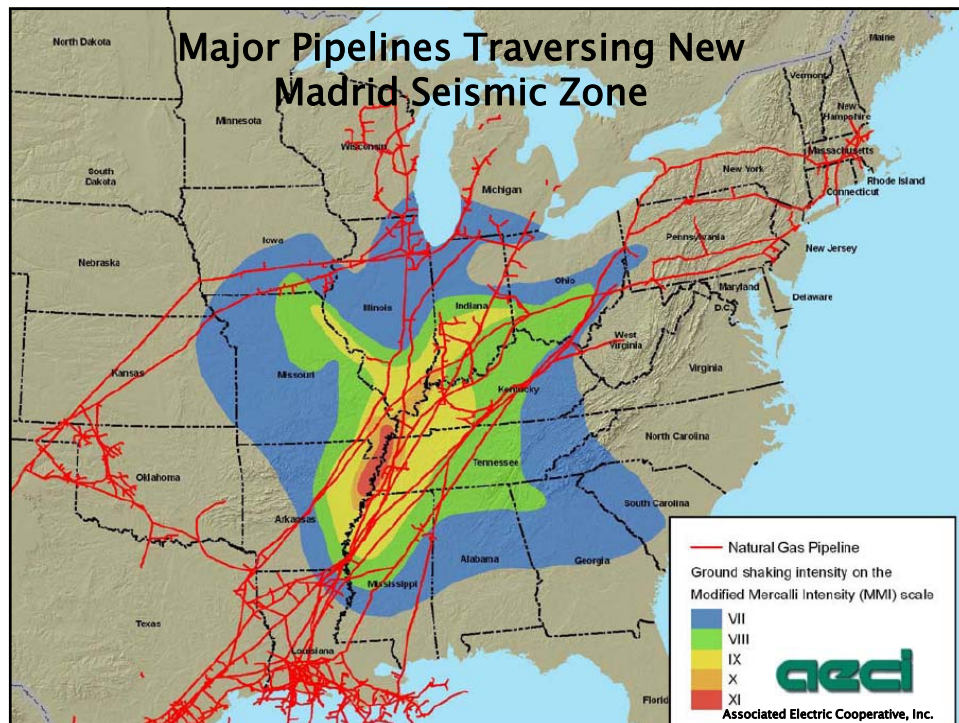 Major Pipelines Traversing New
Madrid Seismic Zone
North Dakota
Minnesota
South
Dakota
Wisconsin
Michigan
Maine
Vermont
New
Hampshire
Massachusetts
New York
Rhode Island
Connecticut
Iowa
Nebraska
Pennsylvania
New Jersey
Ohio
Illinois
Indiana
Maryland
Delaware
D.C.
West
Virginia
Kansas
Missouri
Kentucky
Virginia
North Carolina
Oklahoma
Tennessee
Arkansas
South Carolina
Alabama
Georgia
Mississippi
Texas
Louisiana
Florid
Natural Gas Pipeline
Ground shaking intensity on the
Modified Mercalli Intensity (MMI) scale
VII
VIII
IX
X
XI
aeci
Associated Electric Cooperative, Inc.